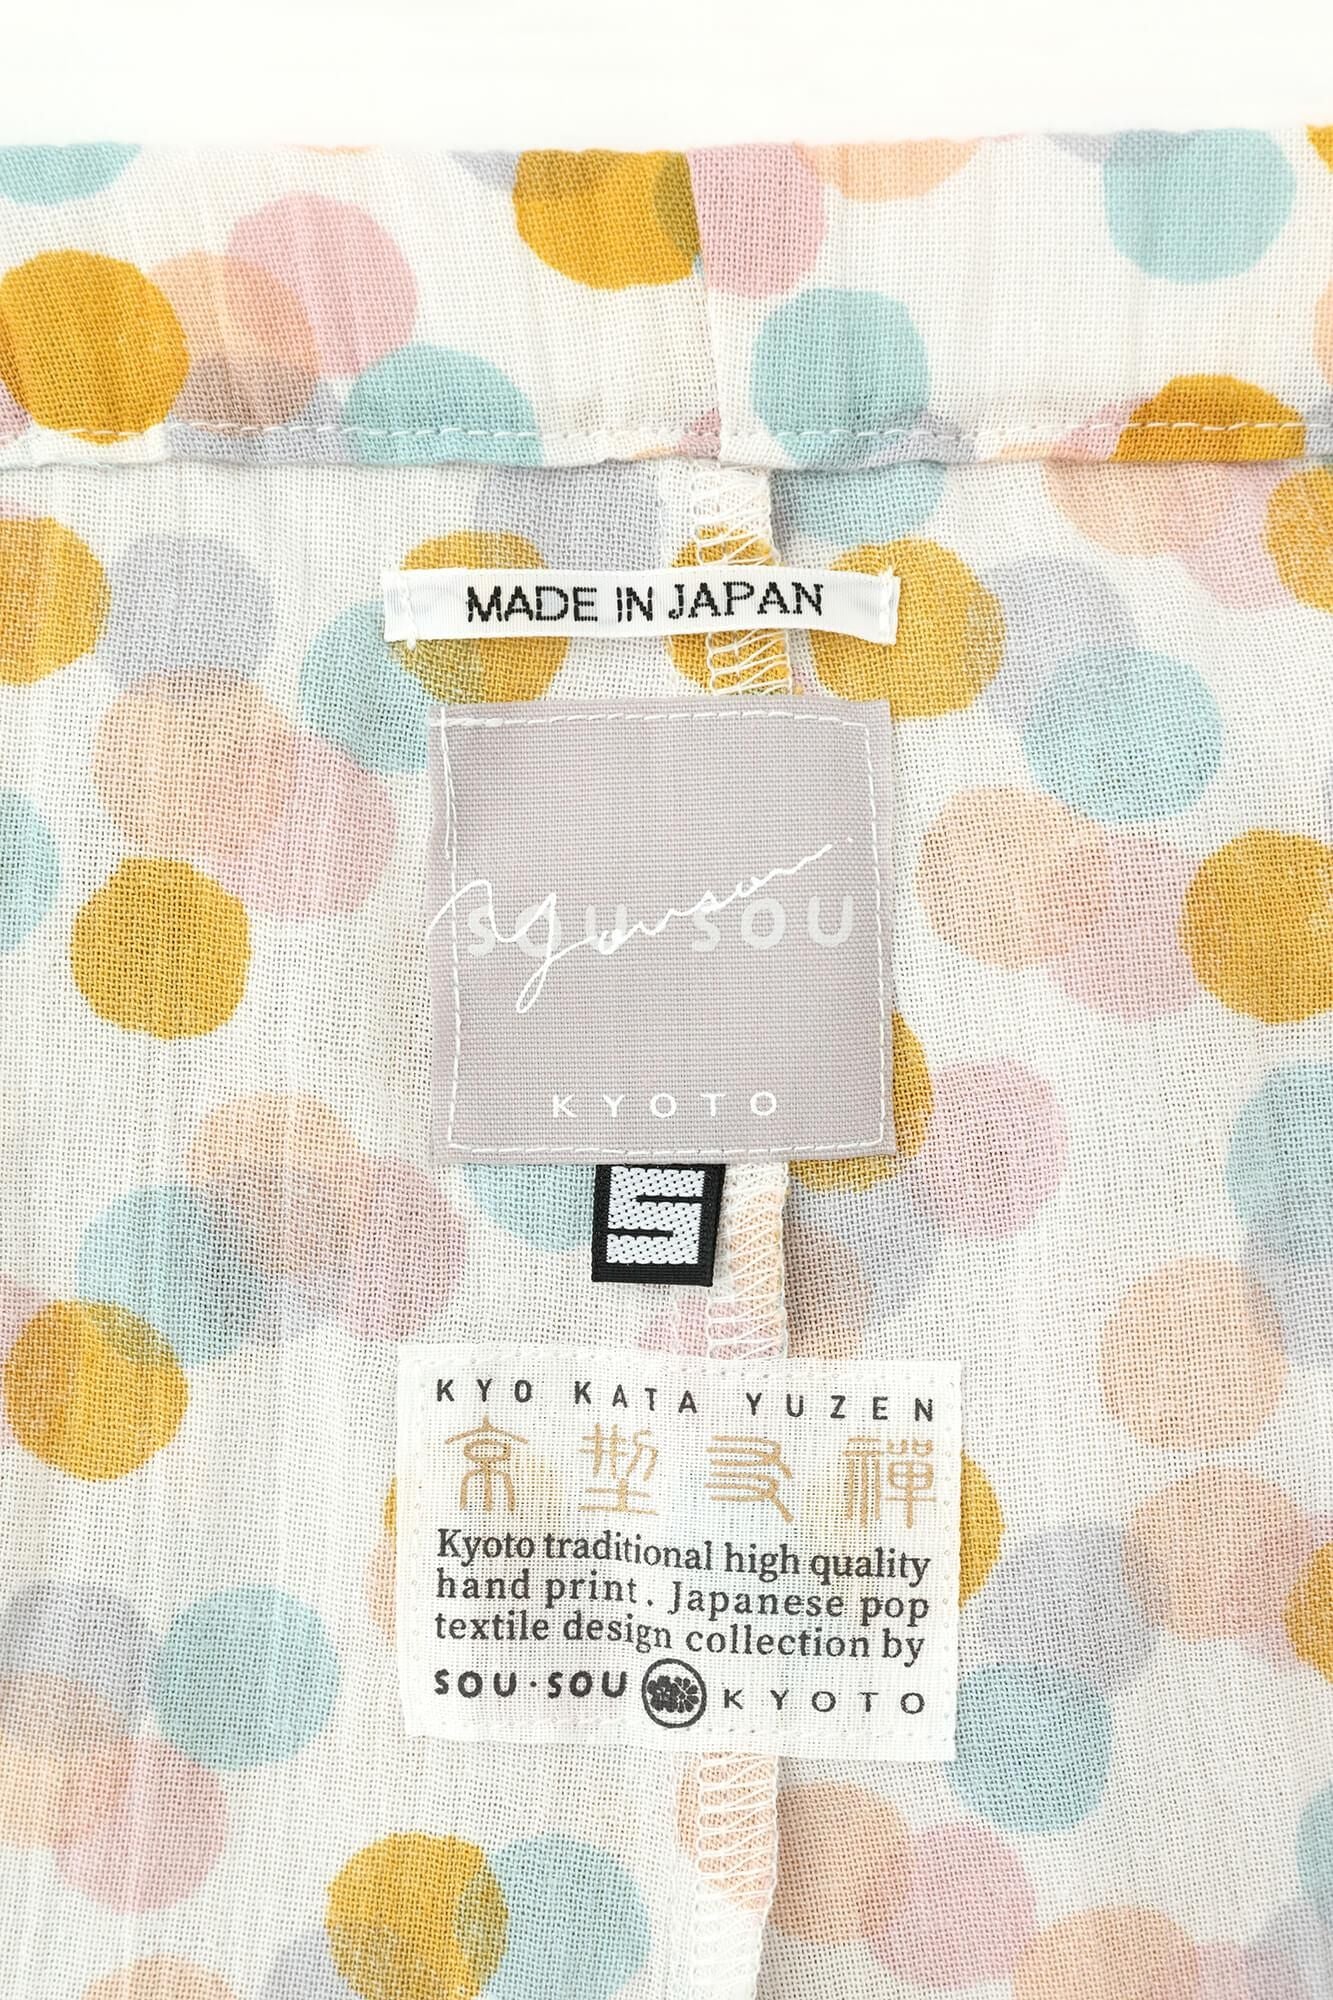 MADE IN JAPAN
SOU·SOU
sousou
KYOTO
S
KYO KATA YUZEN
京型友禅
Kyoto traditional high quality
hand print. Japanese pop
textile design collection by
SOU·SOU KYOTO